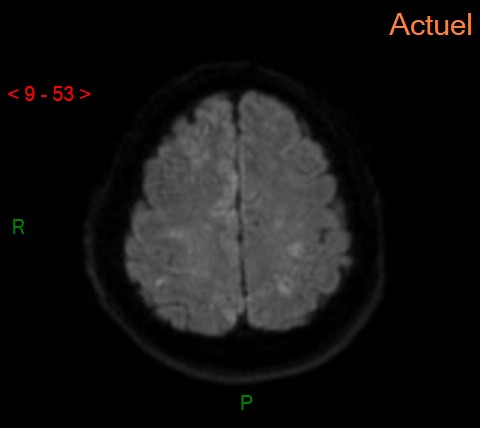 Actuel
< 9 - 53 >
R
P